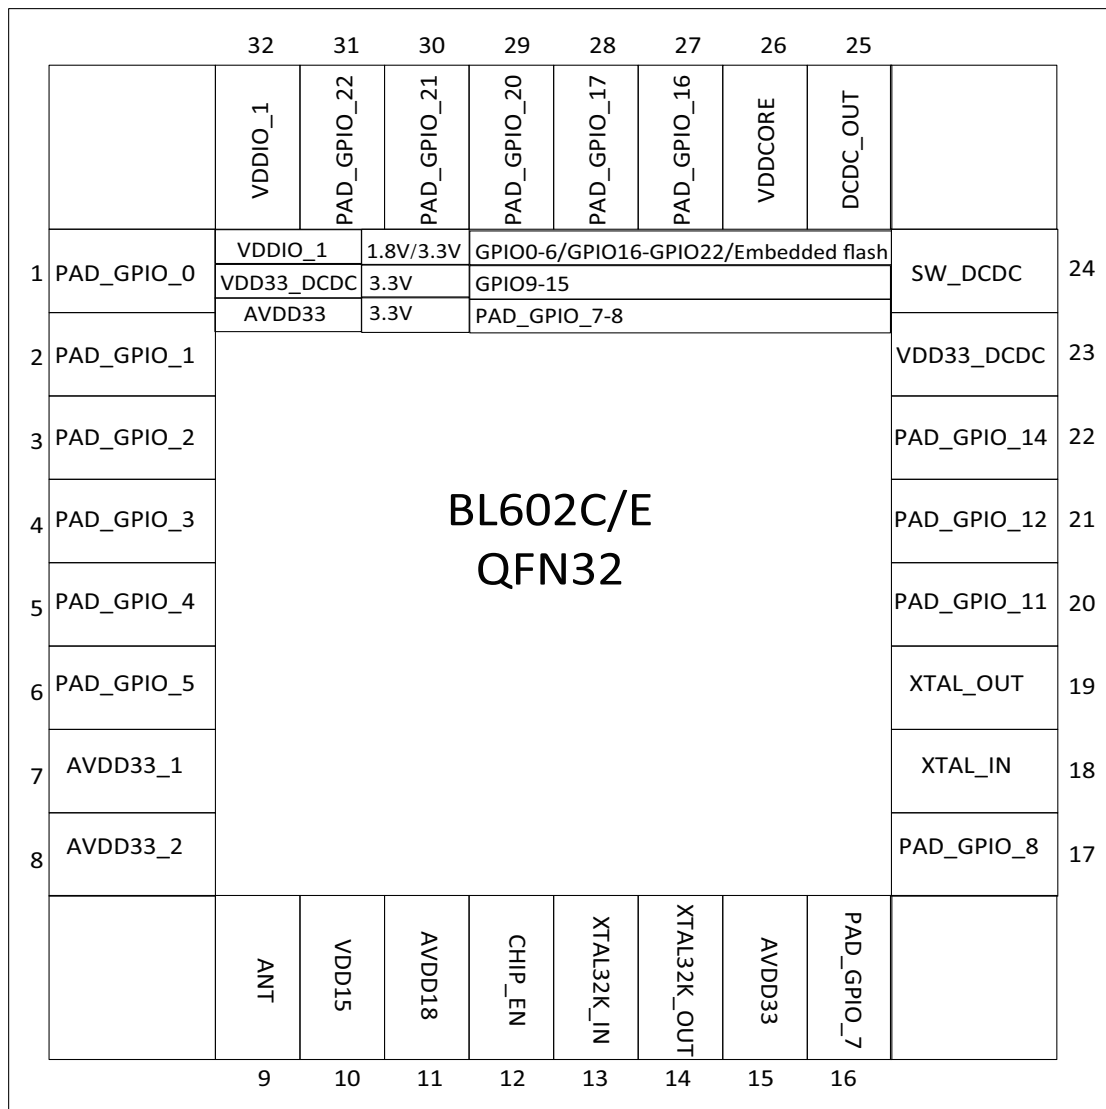 32 31 30 29 28 27 26 25
VDDIO_1
PAD_GPIO_22
PAD_GPIO_21
PAD_GPIO_20
PAD_GPIO_17
PAD_GPIO_16
VDDCORE
DCDC_OUT
VDDIO_1 1.8V/3.3V GPIO0-6/GPIO16-GPIO22/Embedded flash
VDD33_DCDC 3.3V GPIO9-15
AVDD33 3.3V PAD_GPIO_7-8
1 PAD_GPIO_0
2 PAD_GPIO_1
3 PAD_GPIO_2
4 PAD_GPIO_3
5 PAD_GPIO_4
6 PAD_GPIO_5
7 AVDD33_1
8 AVDD33_2
BL602C/E
QFN32
SW_DCDC 24
VDD33_DCDC 23
PAD_GPIO_14 22
PAD_GPIO_12 21
PAD_GPIO_11 20
XTAL_OUT 19
XTAL_IN 18
PAD_GPIO_8 17
ANT
VDD15
AVDD18
CHIP_EN
XTAL32K_IN
XTAL32K_OUT
AVDD33
PAD_GPIO_7
9 10 11 12 13 14 15 16